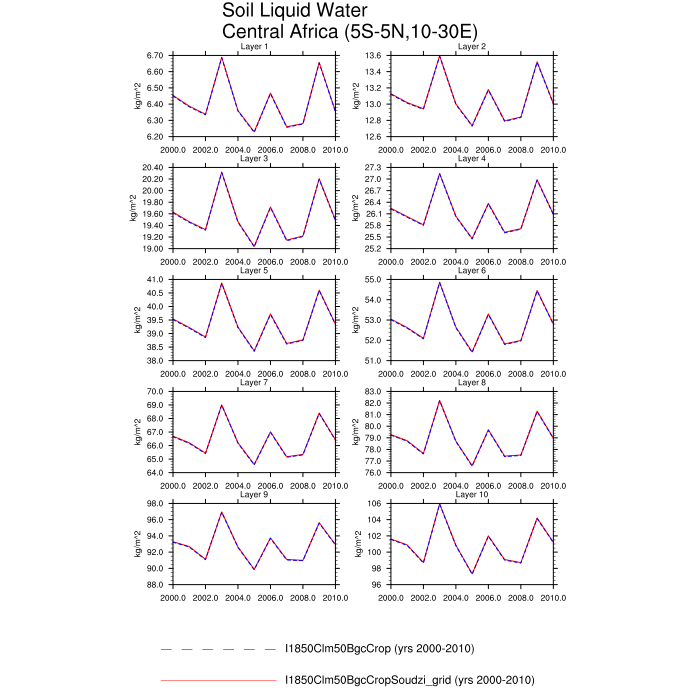 Soil Liquid Water
Central Africa (5S-5N,10-30E)
Layer 1
6.70
6.60
6.50
6.40
6.30
6.20
kg/m^2
2000.0 2002.0 2004.0 2006.0 2008.0 2010.0
Layer 2
13.6
13.4
13.2
13.0
12.8
12.6
kg/m^2
2000.0 2002.0 2004.0 2006.0 2008.0 2010.0
Layer 3
20.40
20.20
20.00
19.80
19.60
19.40
19.20
19.00
kg/m^2
2000.0 2002.0 2004.0 2006.0 2008.0 2010.0
Layer 4
27.3
27.0
26.7
26.4
26.1
25.8
25.5
25.2
kg/m^2
2000.0 2002.0 2004.0 2006.0 2008.0 2010.0
Layer 5
41.0
40.5
40.0
39.5
39.0
38.5
38.0
kg/m^2
2000.0 2002.0 2004.0 2006.0 2008.0 2010.0
Layer 6
55.0
54.0
53.0
52.0
51.0
kg/m^2
2000.0 2002.0 2004.0 2006.0 2008.0 2010.0
Layer 7
70.0
69.0
68.0
67.0
66.0
65.0
64.0
kg/m^2
2000.0 2002.0 2004.0 2006.0 2008.0 2010.0
Layer 8
83.0
82.0
81.0
80.0
79.0
78.0
77.0
76.0
kg/m^2
2000.0 2002.0 2004.0 2006.0 2008.0 2010.0
Layer 9
98.0
96.0
94.0
92.0
90.0
88.0
kg/m^2
2000.0 2002.0 2004.0 2006.0 2008.0 2010.0
Layer 10
106
104
102
100
98
96
kg/m^2
2000.0 2002.0 2004.0 2006.0 2008.0 2010.0
I1850Clm50BgcCrop (yrs 2000-2010)
I1850Clm50BgcCropSoudzi_grid (yrs 2000-2010)